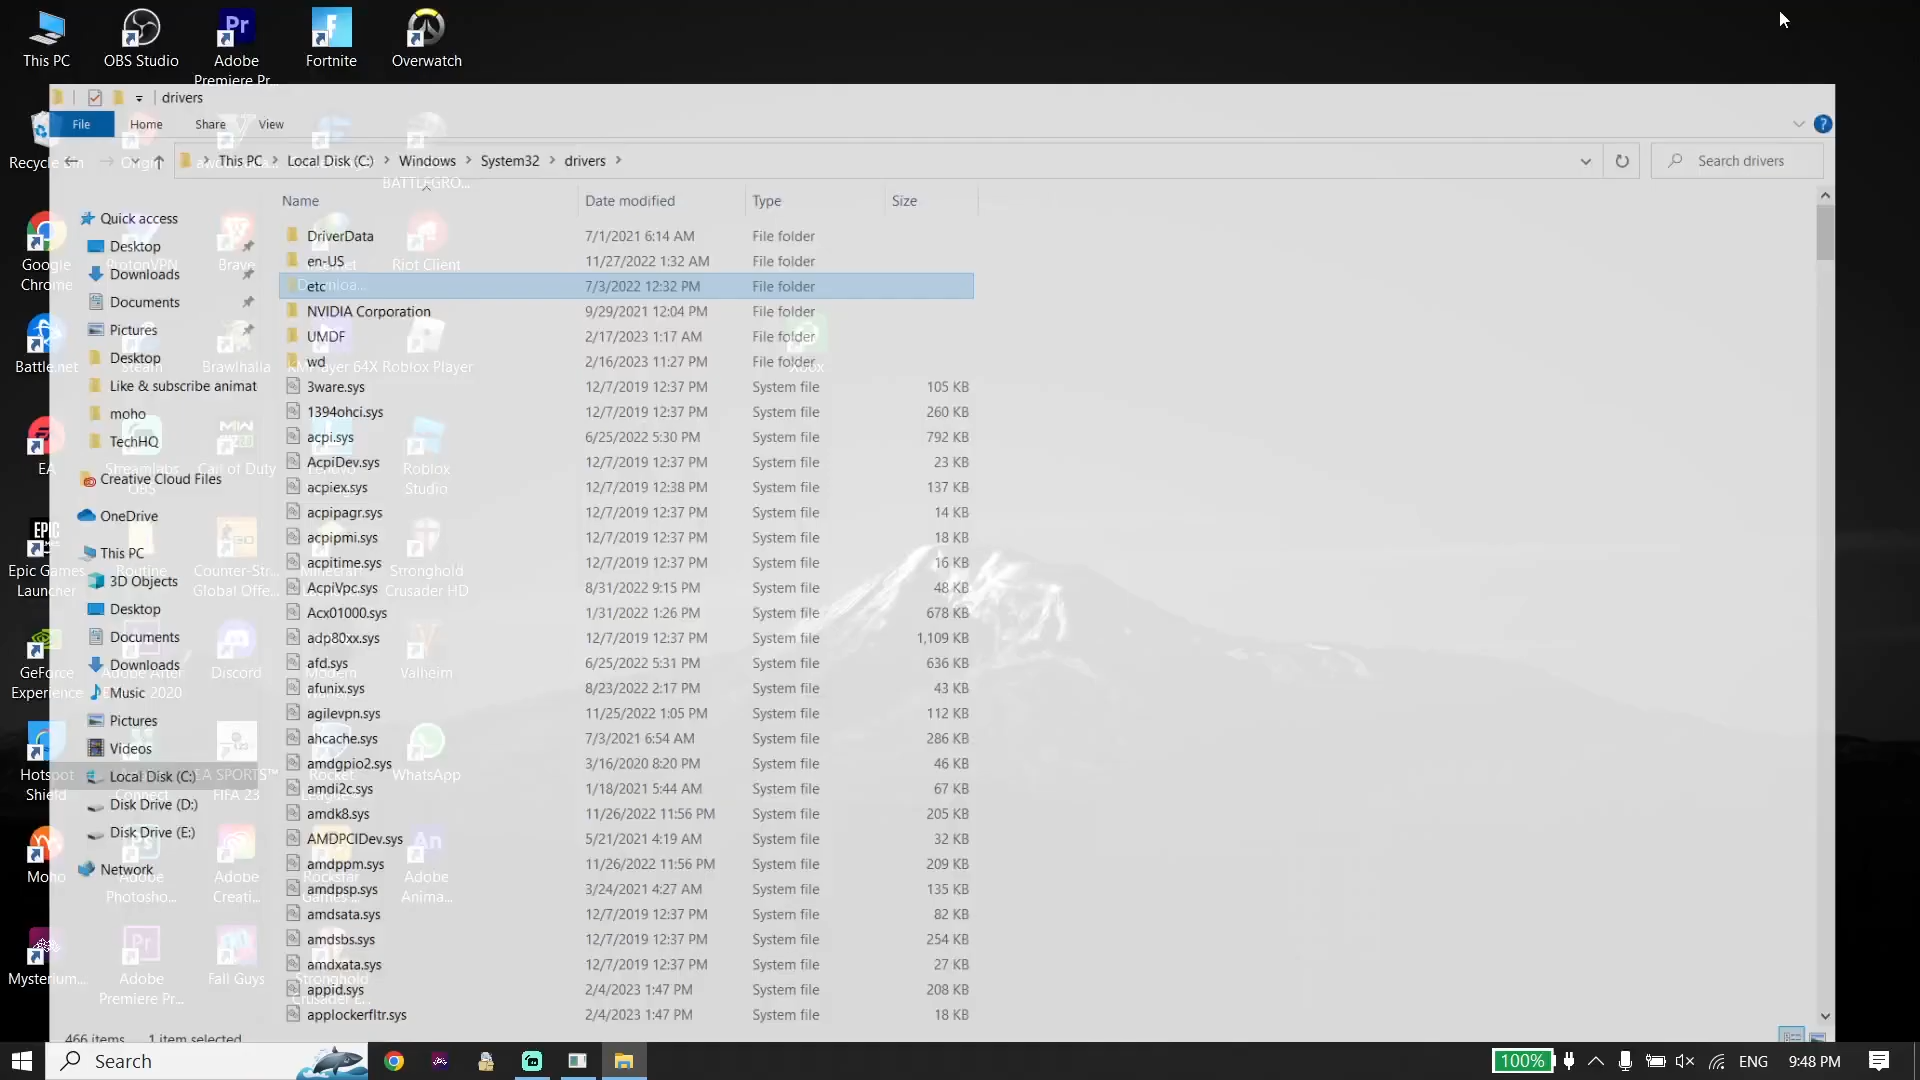 This PC
OBS Studio
Adobe
Premiere Pr...
Fortnite
Overwatch
drivers
File
Home
Share
View
This PC
Local Disk (C:)
Windows
System32
drivers
Search drivers
Recycle Bin
Origin
BATTLEGRO...
Name
Date modified
Type
Size
Quick access
Desktop
Downloads
Documents
Pictures
Desktop
Like & subscribe animat
moho
TechHQ
Creative Cloud Files
OneDrive
This PC
3D Objects
Desktop
Documents
Downloads
Music
Pictures
Videos
Local Disk (C:)
Disk Drive (D:)
Disk Drive (E:)
Network
DriverData 7/1/2021 6:14 AM File folder
en-US 11/27/2022 1:32 AM File folder
etc 7/3/2022 12:32 PM File folder
NVIDIA Corporation 9/29/2021 12:04 PM File folder
UMDF 2/17/2023 1:17 AM File folder
wd 2/16/2023 11:27 PM File folder
3ware.sys 12/7/2019 12:37 PM System file 105 KB
1394ohci.sys 12/7/2019 12:37 PM System file 260 KB
acpi.sys 6/25/2022 5:30 PM System file 792 KB
AcpiDev.sys 12/7/2019 12:37 PM System file 23 KB
acpiex.sys 12/7/2019 12:38 PM System file 137 KB
acpipagr.sys 12/7/2019 12:37 PM System file 14 KB
acpipmi.sys 12/7/2019 12:37 PM System file 18 KB
acpitime.sys 12/7/2019 12:37 PM System file 16 KB
AcpiVpc.sys 8/31/2022 9:15 PM System file 48 KB
Acx01000.sys 1/31/2022 1:26 PM System file 678 KB
adp80xx.sys 12/7/2019 12:37 PM System file 1,109 KB
afd.sys 6/25/2022 5:31 PM System file 636 KB
afunix.sys 8/23/2022 2:17 PM System file 43 KB
agilevpn.sys 11/25/2022 1:05 PM System file 112 KB
ahcache.sys 7/3/2021 6:54 AM System file 286 KB
amdgpio2.sys 3/16/2020 8:20 PM System file 46 KB
amdi2c.sys 1/18/2021 5:44 AM System file 67 KB
amdk8.sys 11/26/2022 11:56 PM System file 205 KB
AMDPCIDev.sys 5/21/2021 4:19 AM System file 32 KB
amdppm.sys 11/26/2022 11:56 PM System file 209 KB
amdpsp.sys 3/24/2021 4:27 AM System file 135 KB
amdsata.sys 12/7/2019 12:37 PM System file 82 KB
amdsbs.sys 12/7/2019 12:37 PM System file 254 KB
amdxata.sys 12/7/2019 12:37 PM System file 27 KB
appid.sys 2/4/2023 1:47 PM System file 208 KB
applockerfltr.sys 2/4/2023 1:47 PM System file 18 KB
Google
Chrome
ProtonVPN
Brave
Internet
Downloa...
Riot Client
Battle.net
Steam
Brawlhalla
KMPlayer 64X
Roblox Player
Xbox
EA
Streamlabs
OBS
Call of Duty
Roblox
Studio
EPIC
Epic Games
Launcher
Routine
Counter-Str...
Global Offe...
Stronghold
Crusader HD
GeForce
Experience
Adobe After
2020
Discord
Modern
Valheim
Hotspot
Shield
Connect
EA SPORTS™
FIFA 23
Rocket
League
WhatsApp
Moho
Adobe
Photosho...
Adobe
Creati...
Rockstar
Games
Adobe
Anima...
Mysterium...
Adobe
Premiere Pr...
Fall Guys
Stronghold
Crusader E...
466 items
1 item selected
Search
100%
ENG
9:48 PM